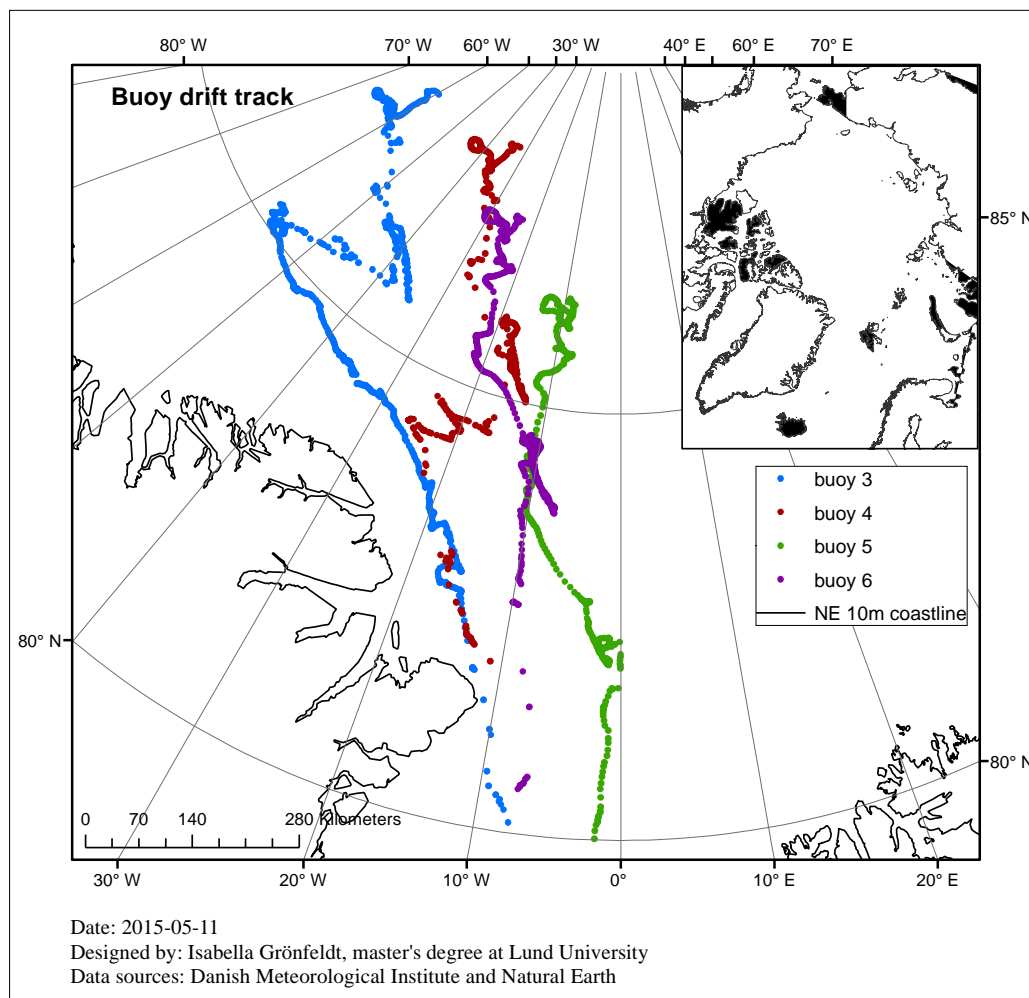 80° W 70° W 60° W 30° W 40° E 60° E 70° E
Buoy drift track
85° N
buoy 3
buoy 4
buoy 5
buoy 6
NE 10m coastline
80° N
80° N
0 70 140 280 Kilometers
30° W 20° W 10° W 0 10° E 20° E
Date: 2015-05-11
Designed by: Isabella Grönfeldt, master's degree at Lund University
Data sources: Danish Meteorological Institute and Natural Earth